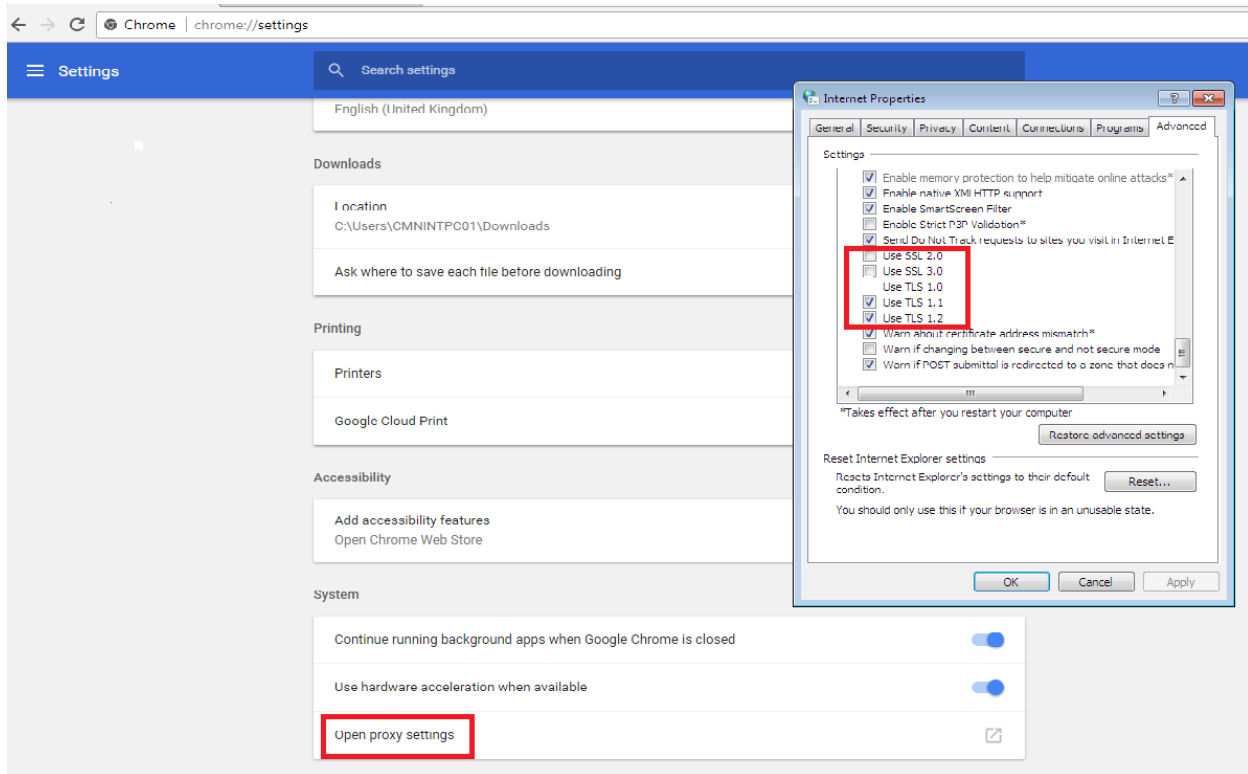 Chrome | chrome://settings
Settings
Search settings
English (United Kingdom)
Downloads
Location
C:\Users\CMNINTPC01\Downloads
Ask where to save each file before downloading
Printing
Printers
Google Cloud Print
Accessibility
Add accessibility features
Open Chrome Web Store
System
Continue running background apps when Google Chrome is closed
Use hardware acceleration when available
Open proxy settings
Internet Properties
General Security Privacy Content Connections Programs Advanced
Settings
Enable memory protection to help mitigate online attacks*
Enable native XMLHTTP support
Enable SmartScreen Filter
Enable Strict P3P Validation*
Send Do Not Track requests to sites you visit in Internet E
Use SSL 2.0
Use SSL 3.0
Use TLS 1.0
Use TLS 1.1
Use TLS 1.2
Warn about certificate address mismatch*
Warn if changing between secure and not secure mode
Warn if POST submittal is redirected to a zone that does n
*Takes effect after you restart your computer
Restore advanced settings
Reset Internet Explorer settings
Resets Internet Explorer's settings to their default
condition.
Reset...
You should only use this if your browser is in an unusable state.
OK Cancel Apply